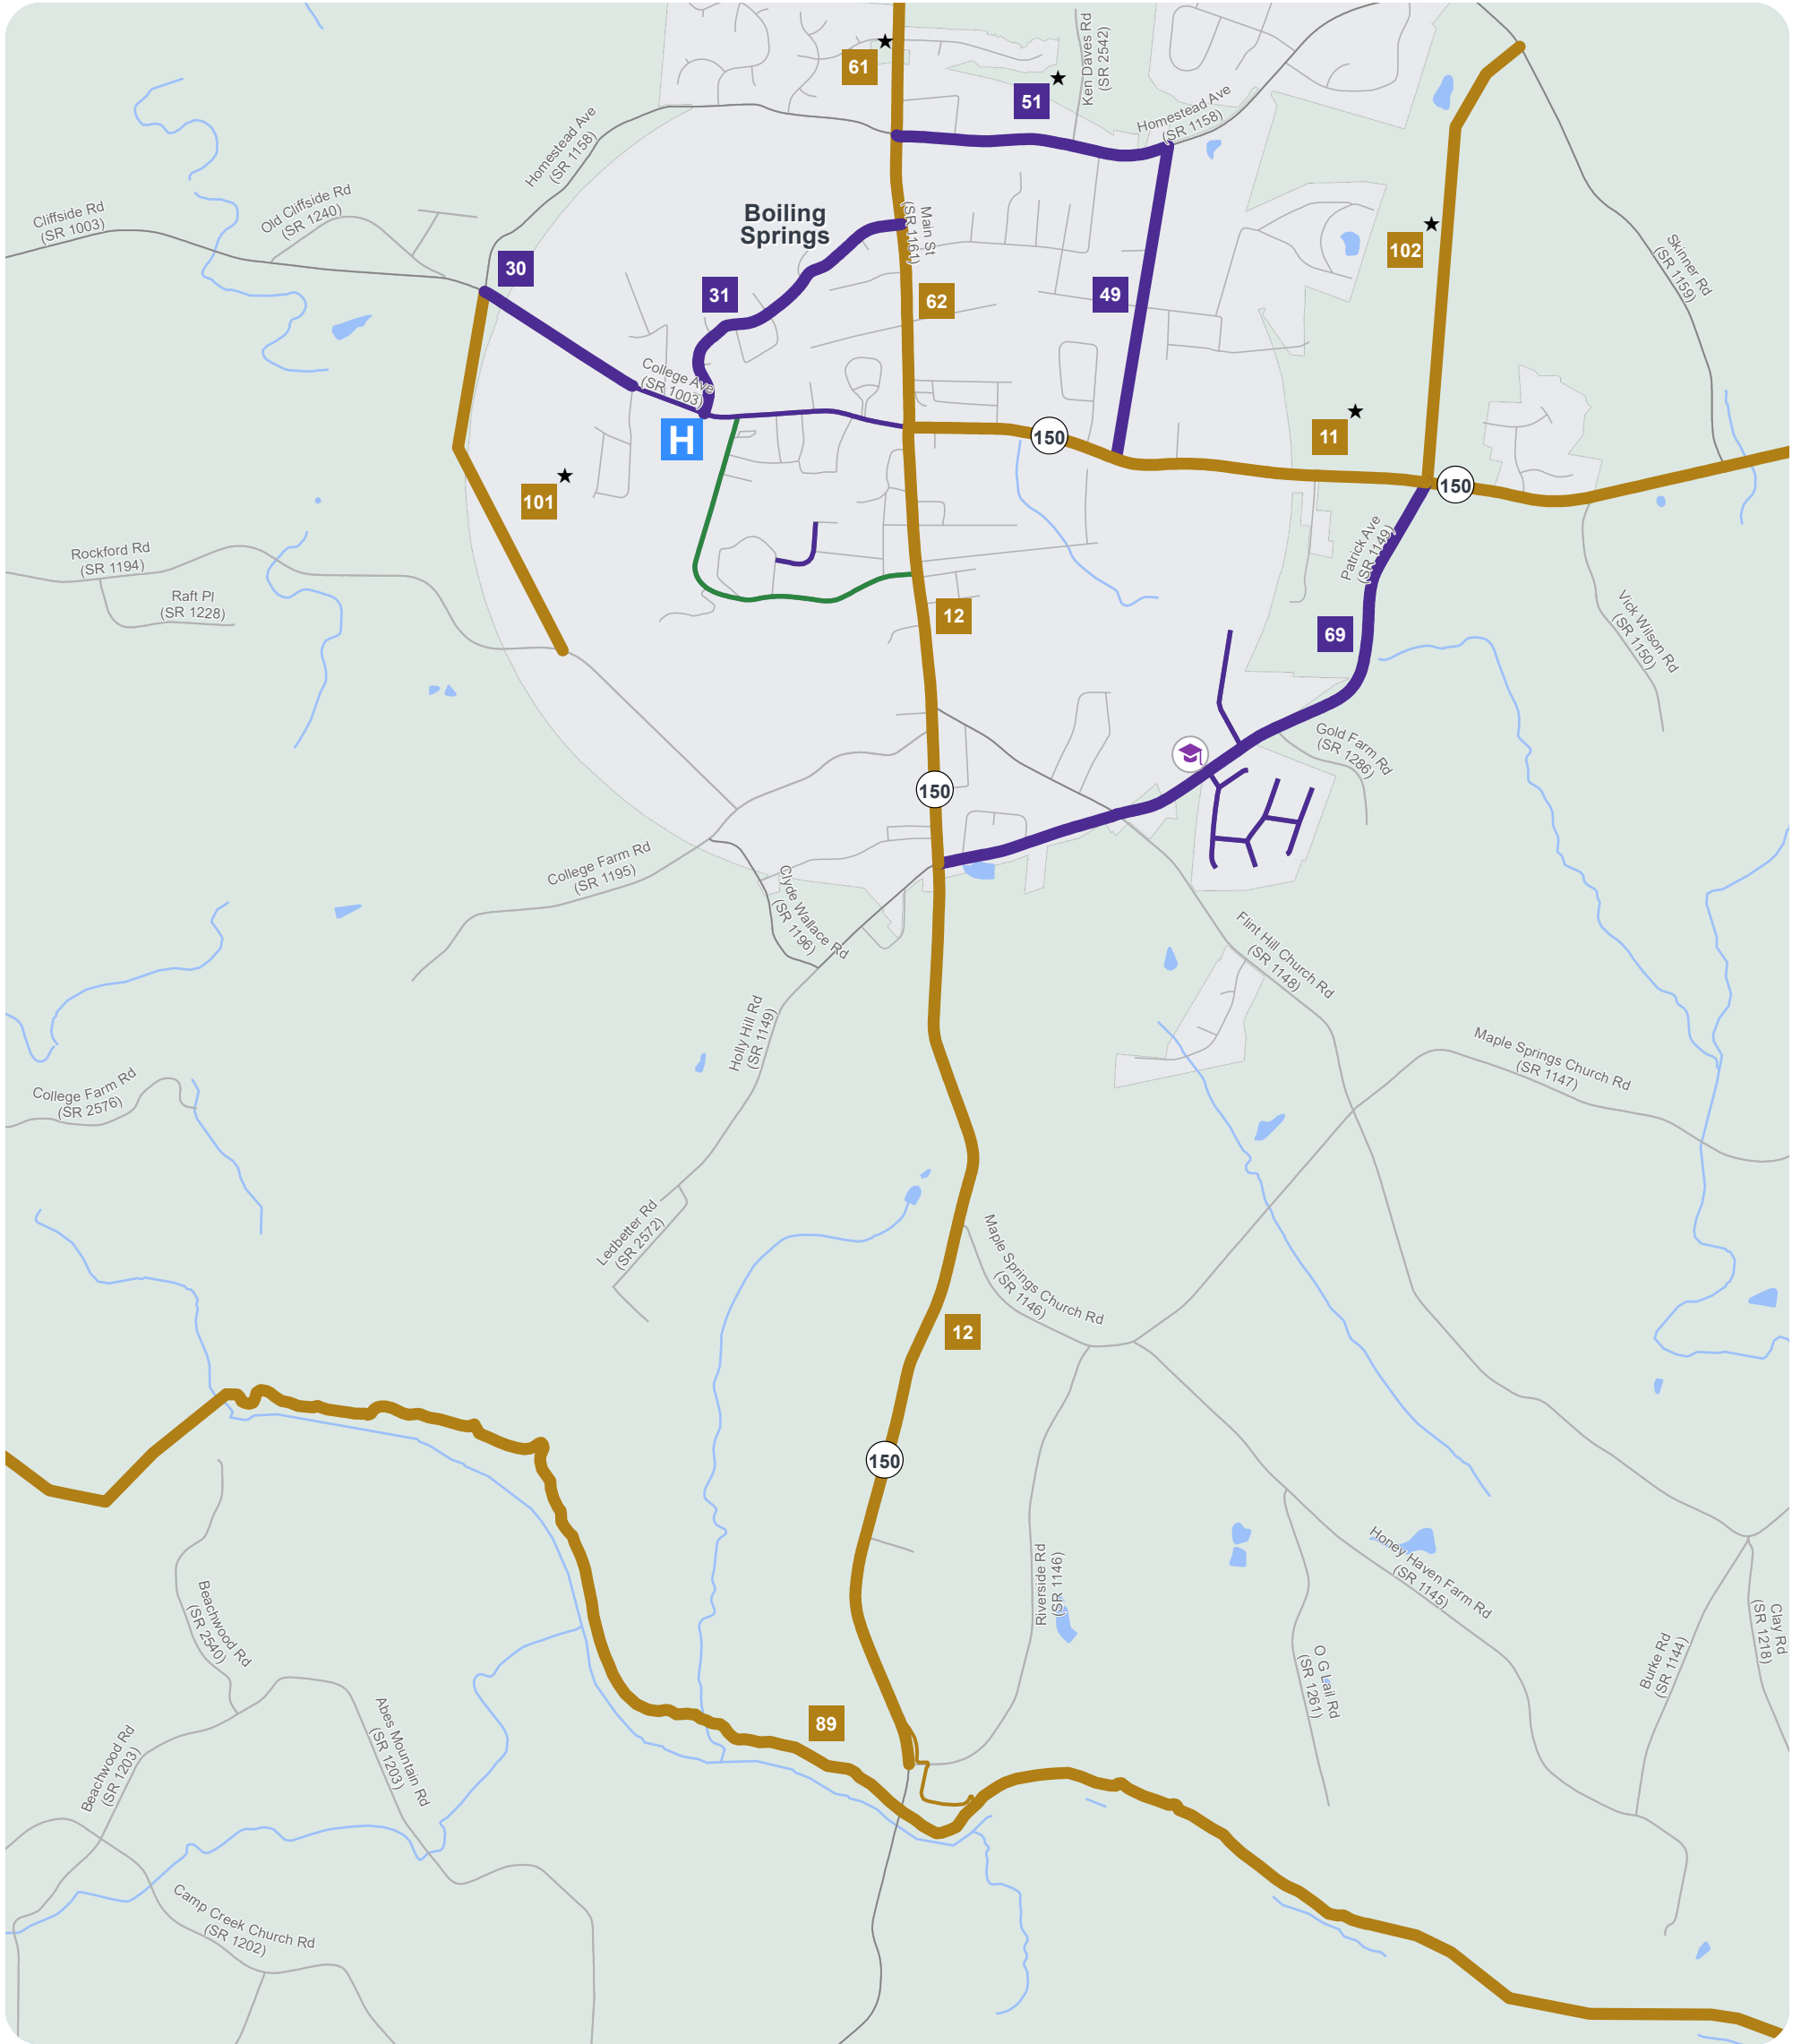 61
51
Ken Daves Rd
(SR 2542)
Homestead Ave
(SR 1158)
Homestead Ave
(SR 1158)
Cliffside Rd
(SR 1003)
Old Cliffside Rd
(SR 1240)
Boiling
Springs
Main St
(SR 1161)
102
Skinner Rd
(SR 1159)
30
31
62
49
College Ave
(SR 1003)
H
150
11
150
101
Rockford Rd
(SR 1194)
Raft Pl
(SR 1228)
Patrick Ave
(SR 1149)
12
69
Vick Wilson Rd
(SR 1150)
Gold Farm Rd
(SR 1286)
150
College Farm Rd
(SR 1195)
Clyde Wallace Rd
(SR 1196)
Flint Hill Church Rd
(SR 1148)
Holly Hill Rd
(SR 1149)
Maple Springs Church Rd
(SR 1147)
College Farm Rd
(SR 2576)
Ledbetter Rd
(SR 2572)
Maple Springs Church Rd
(SR 1146)
12
150
Honey Haven Farm Rd
(SR 1145)
Riverside Rd
(SR 1146)
Beachwood Rd
(SR 2540)
Clay Rd
(SR 1218)
Burke Rd
(SR 1144)
O G Lail Rd
(SR 1261)
89
Abes Mountain Rd
(SR 1203)
Beachwood Rd
(SR 1203)
Camp Creek Church Rd
(SR 1202)